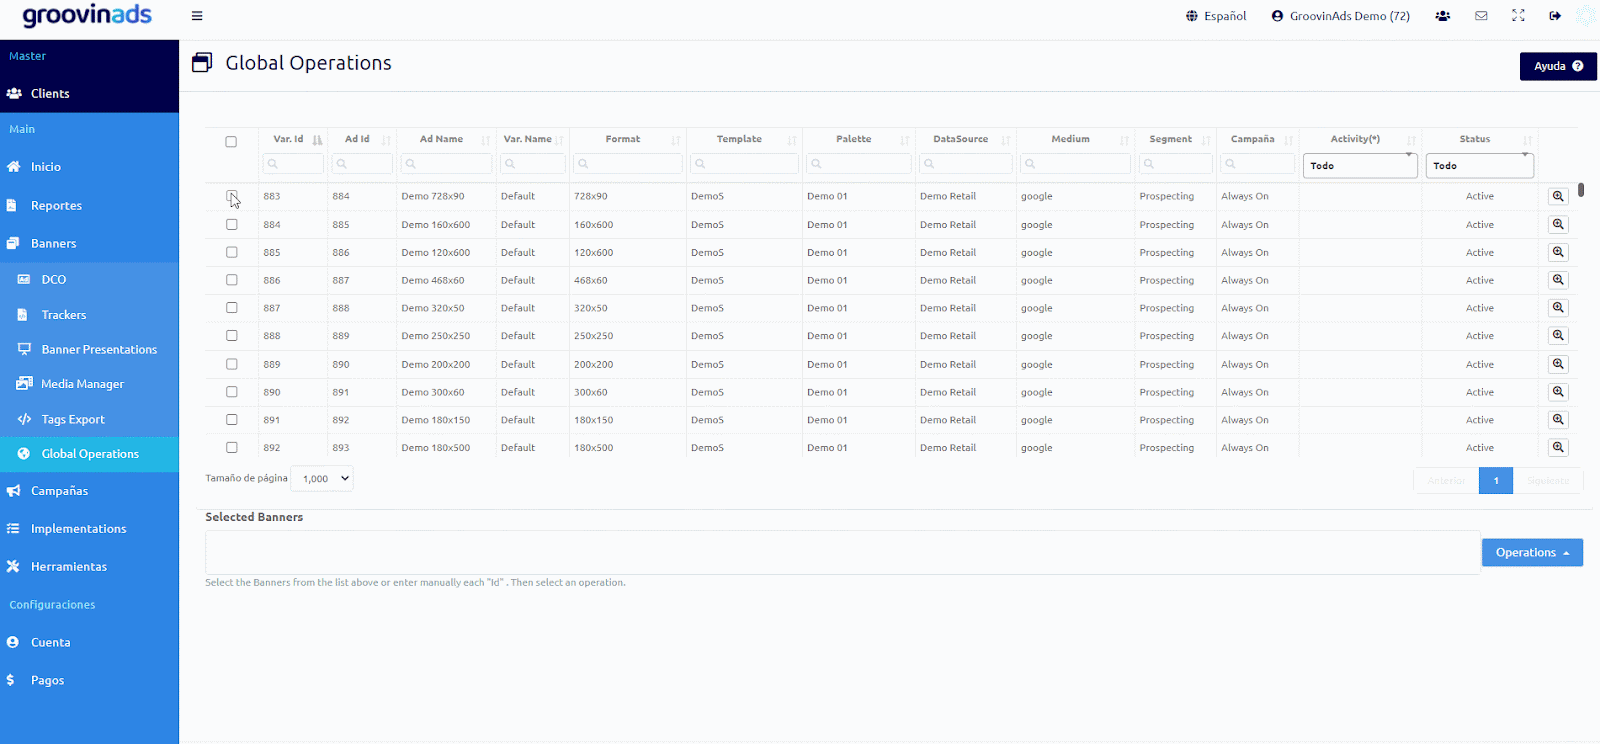 groovinads
Español
GroovinAds Demo (72)
Master
Clients
Main
Inicio
Reportes
Banners
DCO
Trackers
Banner Presentations
Media Manager
Tags Export
Global Operations
Campañas
Implementations
Herramientas
Configuraciones
Cuenta
Pagos
Global Operations
Ayuda ?
Var. Id Ad Id Ad Name Var. Name Format Template Palette DataSource Medium Segment Campaña Activity(*) Status
Todo Todo
883 884 Demo 728x90 Default 728x90 DemoS Demo 01 Demo Retail google Prospecting Always On Active
884 885 Demo 160x600 Default 160x600 DemoS Demo 01 Demo Retail google Prospecting Always On Active
885 886 Demo 120x600 Default 120x600 DemoS Demo 01 Demo Retail google Prospecting Always On Active
886 887 Demo 468x60 Default 468x60 DemoS Demo 01 Demo Retail google Prospecting Always On Active
887 888 Demo 320x50 Default 320x50 DemoS Demo 01 Demo Retail google Prospecting Always On Active
888 889 Demo 250x250 Default 250x250 DemoS Demo 01 Demo Retail google Prospecting Always On Active
889 890 Demo 200x200 Default 200x200 DemoS Demo 01 Demo Retail google Prospecting Always On Active
890 891 Demo 300x60 Default 300x60 DemoS Demo 01 Demo Retail google Prospecting Always On Active
891 892 Demo 180x150 Default 180x150 DemoS Demo 01 Demo Retail google Prospecting Always On Active
892 893 Demo 180x500 Default 180x500 DemoS Demo 01 Demo Retail google Prospecting Always On Active
Tamaño de página 1,000
Anterior 1 Siguiente
Selected Banners
Operations
Select the Banners from the list above or enter manually each "Id" . Then select an operation.